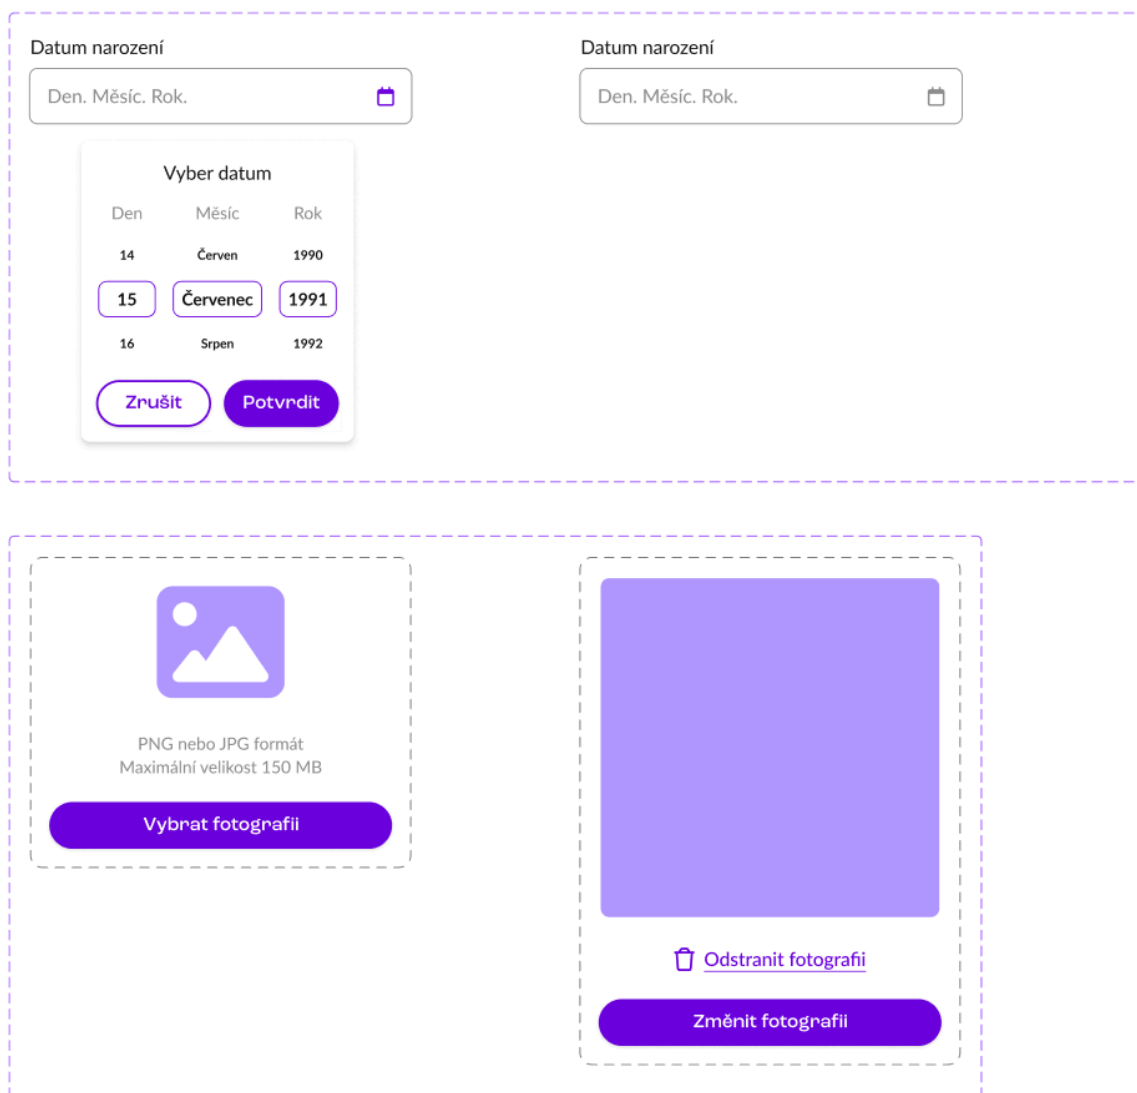 Datum narození
Den. Měsíc. Rok.
Vyber datum
Den Měsíc Rok
14 Červen 1990
15 Červenec 1991
16 Srpen 1992
Zrušit Potvrdit
Datum narození
Den. Měsíc. Rok.
PNG nebo JPG formát
Maximální velikost 150 MB
Vybrat fotografii
Odstranit fotografii
Změnit fotografii